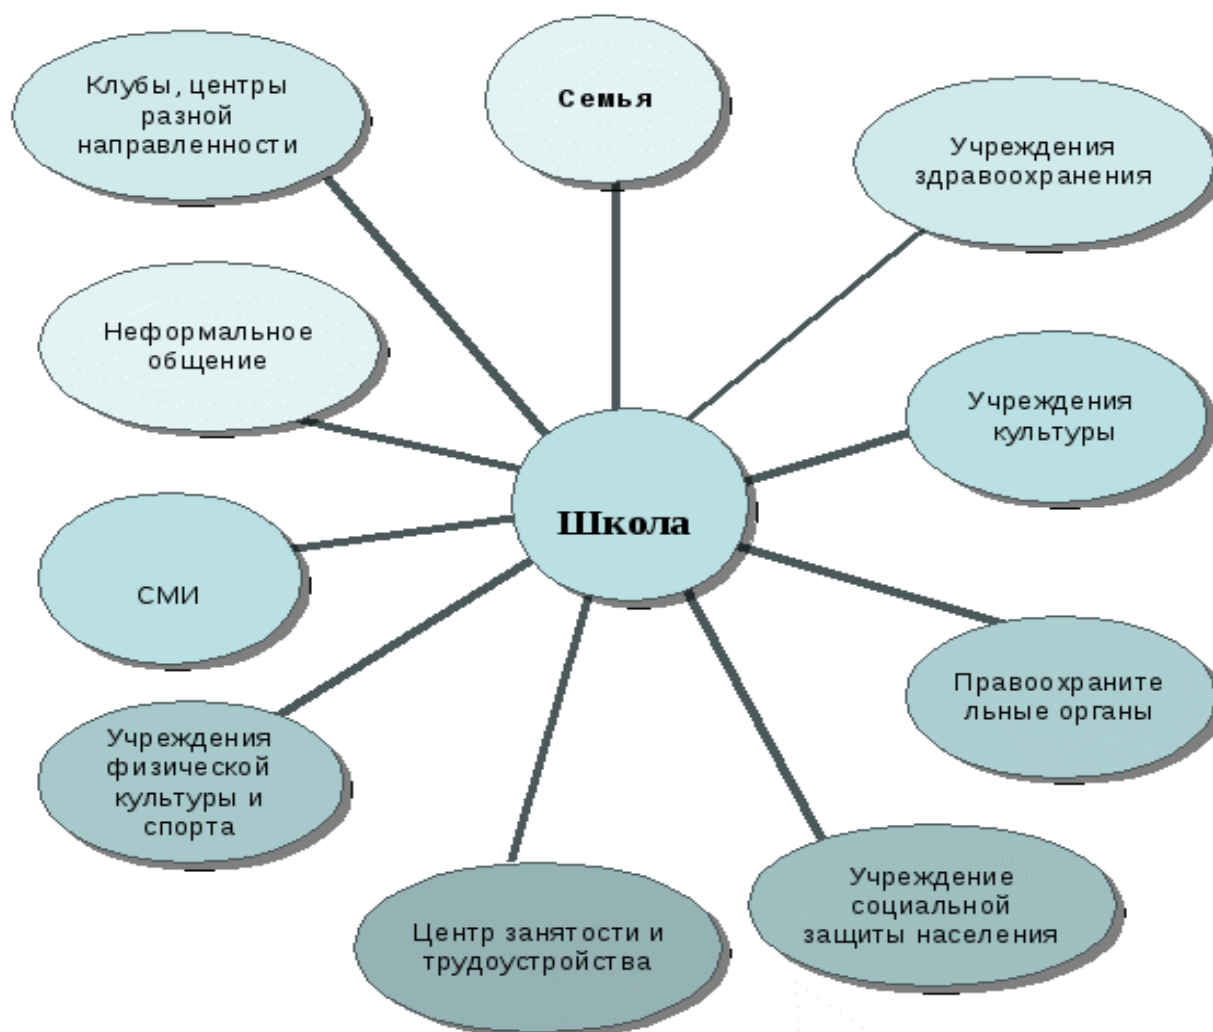 Клубы, центры
разной
направленности
Семья
Учреждения
здравоохранения
Неформальное
общение
Учреждения
культуры
Школа
СМИ
Правоохраните
льные органы
Учреждения
физической
культуры и
спорта
Учреждение
социальной
защиты населения
Центр занятости и
трудоустройства